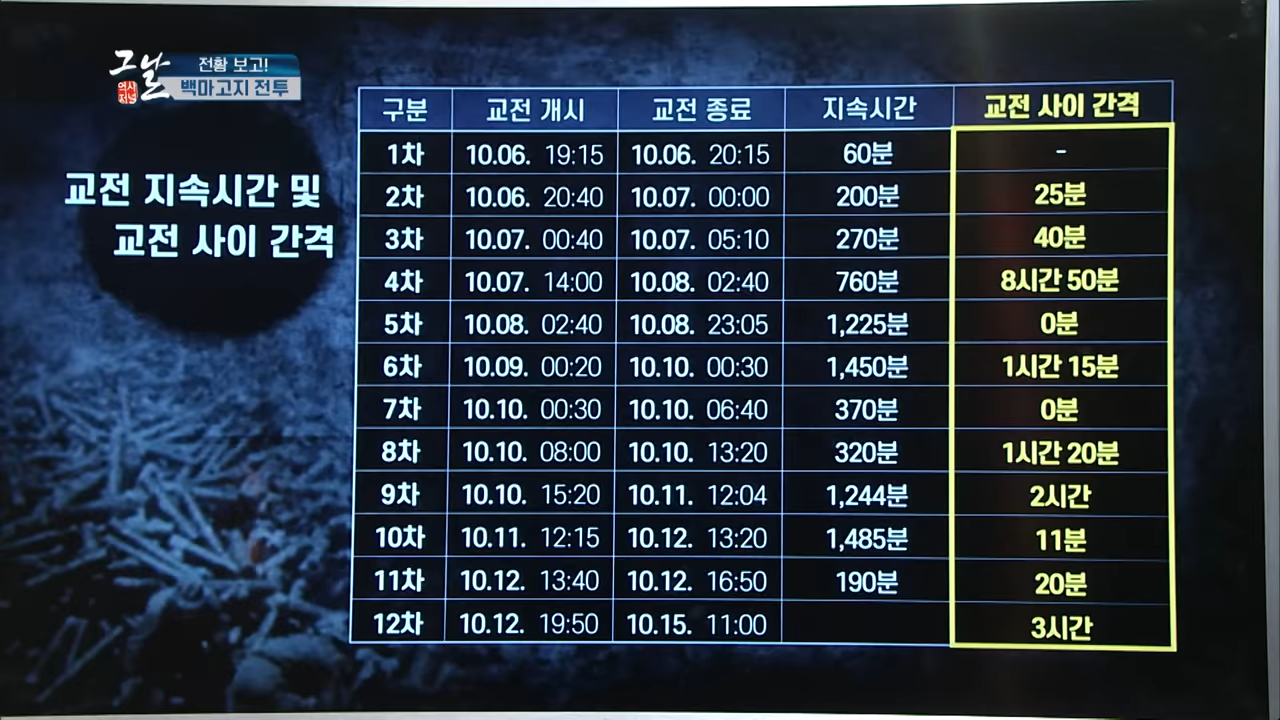 그날
역사
저널
전황 보고!
백마고지 전투
교전 지속시간 및
교전 사이 간격
구분 교전 개시 교전 종료 지속시간 교전 사이 간격
1차 10.06. 19:15 10.06. 20:15 60분 -
2차 10.06. 20:40 10.07. 00:00 200분 25분
3차 10.07. 00:40 10.07. 05:10 270분 40분
4차 10.07. 14:00 10.08. 02:40 760분 8시간 50분
5차 10.08. 02:40 10.08. 23:05 1,225분 0분
6차 10.09. 00:20 10.10. 00:30 1,450분 1시간 15분
7차 10.10. 00:30 10.10. 06:40 370분 0분
8차 10.10. 08:00 10.10. 13:20 320분 1시간 20분
9차 10.10. 15:20 10.11. 12:04 1,244분 2시간
10차 10.11. 12:15 10.12. 13:20 1,485분 11분
11차 10.12. 13:40 10.12. 16:50 190분 20분
12차 10.12. 19:50 10.15. 11:00 3시간